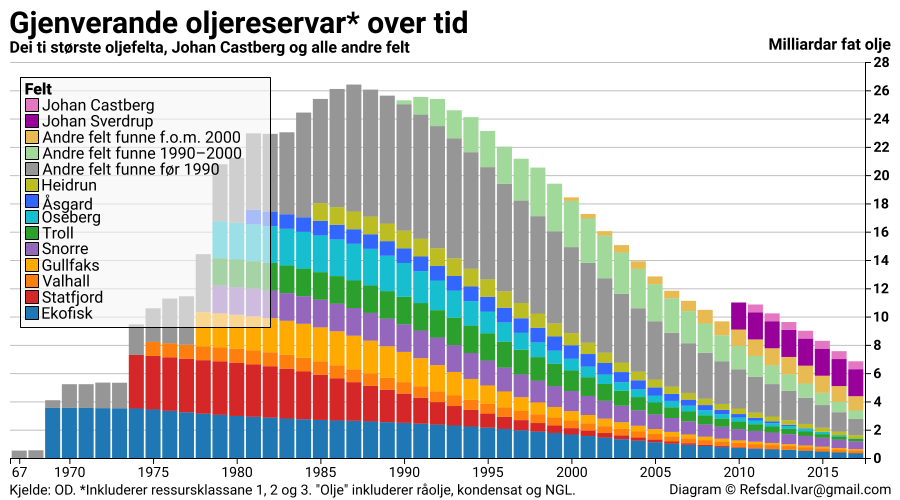 Gjenverande oljereservar* over tid
Dei ti største oljefelta, Johan Castberg og alle andre felt
Milliardar fat olje
Felt
Johan Castberg
Johan Sverdrup
Andre felt funne f.o.m. 2000
Andre felt funne 1990–2000
Andre felt funne før 1990
Heidrun
Åsgard
Oseberg
Troll
Snorre
Gullfaks
Valhall
Statfjord
Ekofisk
28
26
24
22
20
18
16
14
12
10
8
6
4
2
0
67 1970 1975 1980 1985 1990 1995 2000 2005 2010 2015
Kjelde: OD. *Inkluderer ressursklassane 1, 2 og 3. "Olje" inkluderer råolje, kondensat og NGL.
Diagram © Refsdal.Ivar@gmail.com